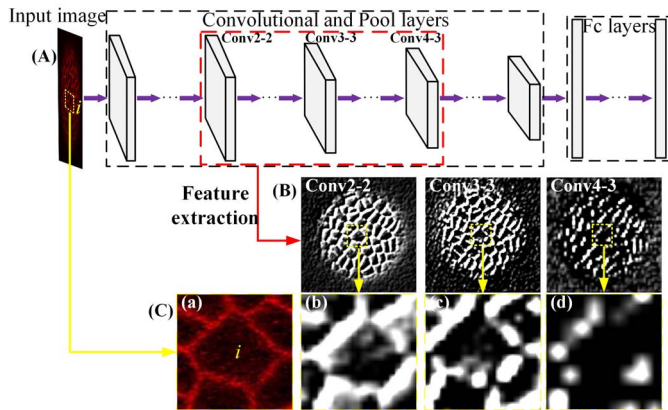 Input image
Convolutional and Pool layers
Fc layers
Conv2-2
Conv3-3
Conv4-3
(A)
i
Feature
extraction
(B)
Conv2-2
Conv3-3
Conv4-3
(C)
(a)
(b)
(c)
(d)
i